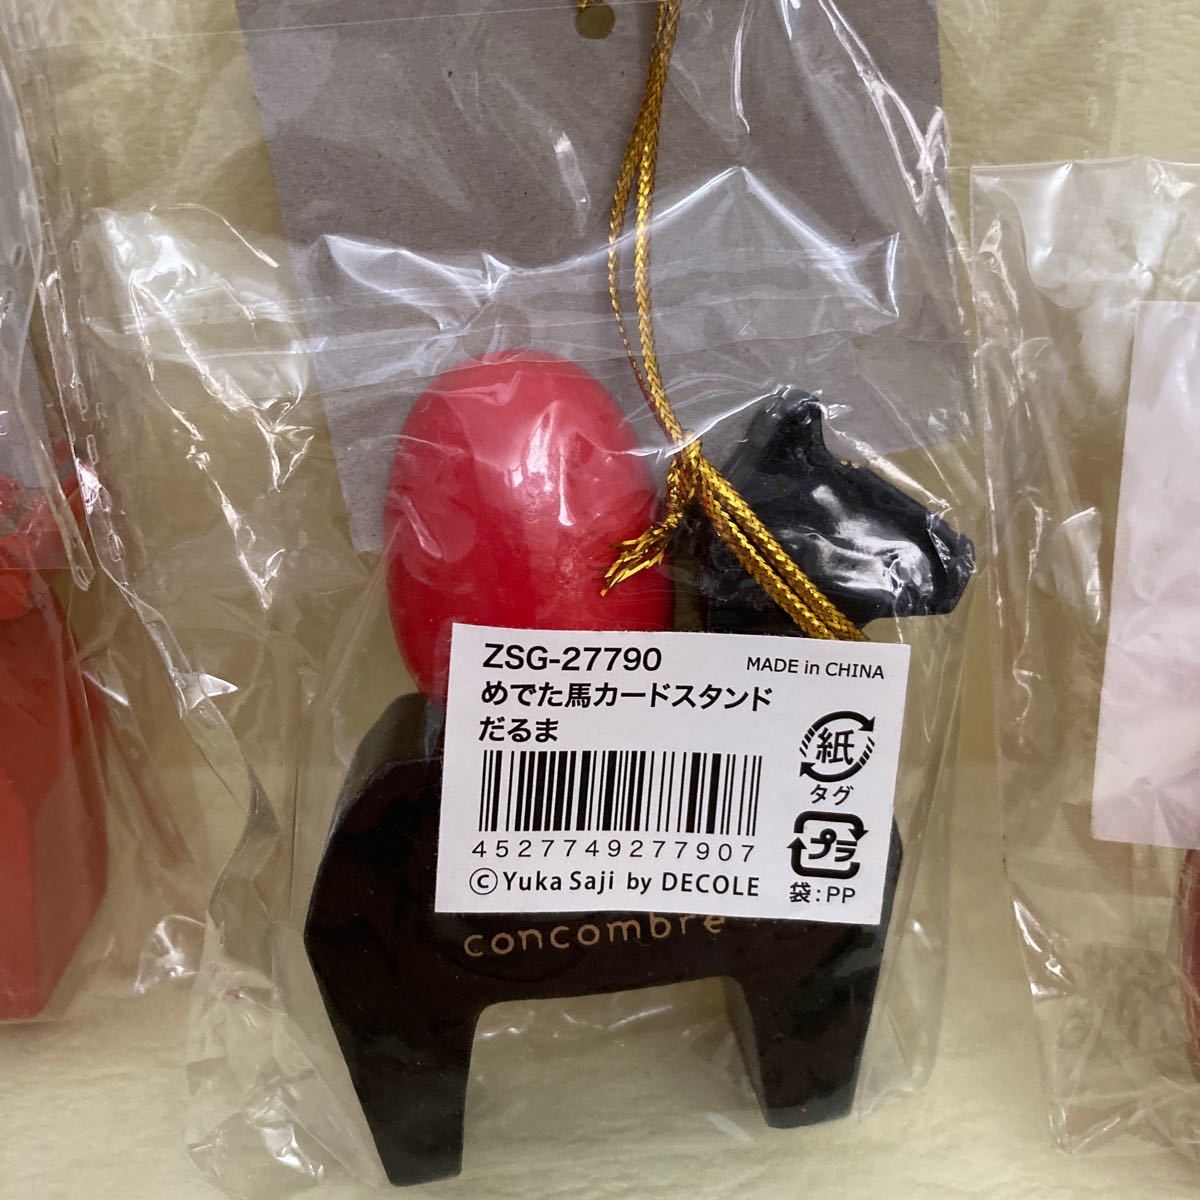 ZSG-27790
MADE in CHINA
めでた馬カードスタンド
だるま
紙
タグ
4527749277907
プラ
袋:PP
©Yuka Saji by DECOLE
concombre